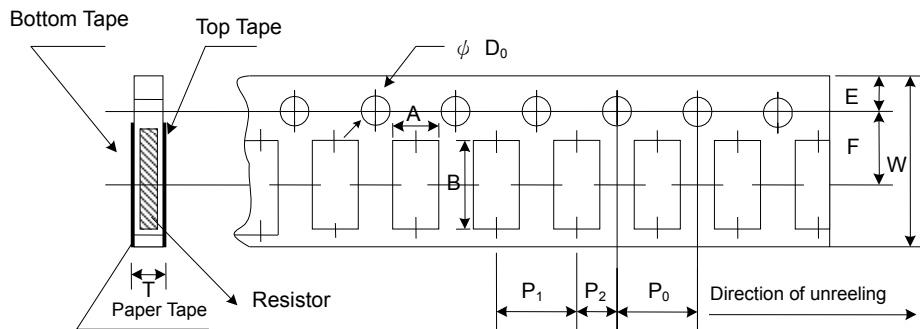 Bottom Tape
Top Tape
ψ D₀
E
A
F
W
B
T
P₁
P₂
P₀
Direction of unreeling
Paper Tape
Resistor